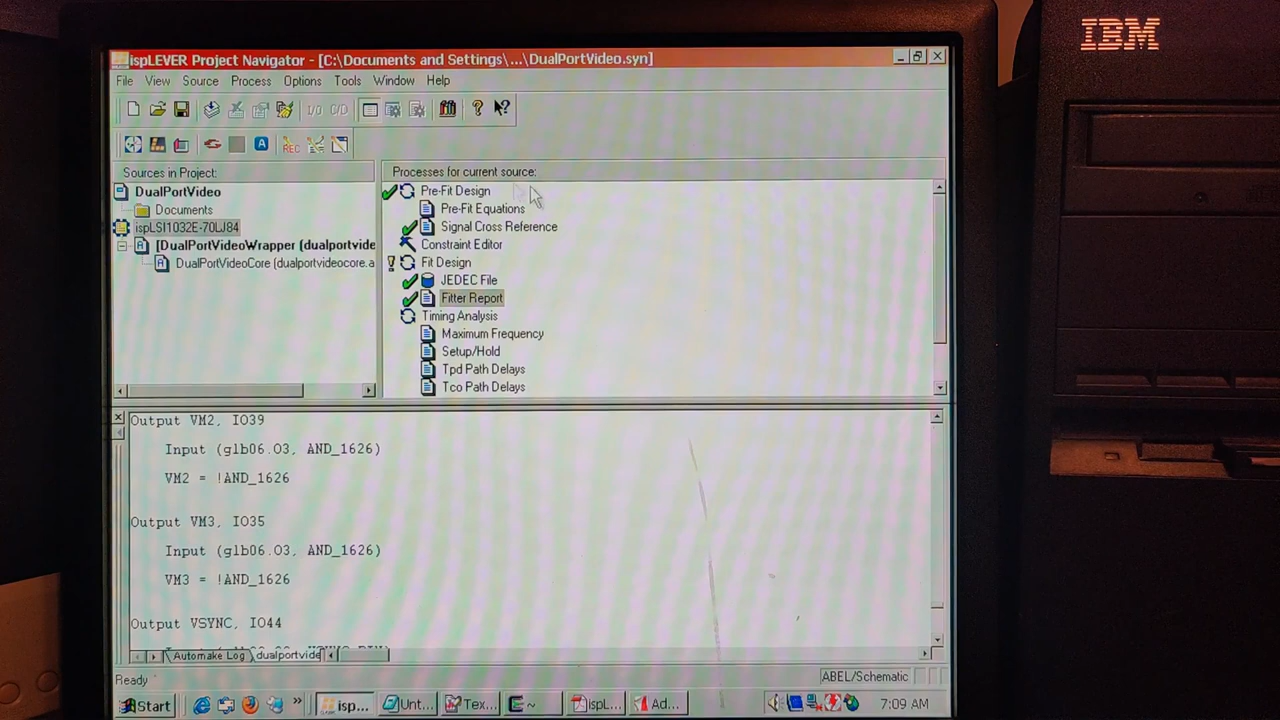 IBM
ispLEVER Project Navigator - [C:\Documents and Settings\...\DualPortVideo.syn]
File View Source Process Options Tools Window Help
I/O C/D
A REC
Sources in Project:
DualPortVideo
Documents
ispLSI1032E-70LJ84
[DualPortVideoWrapper (dualportvide
DualPortVideoCore (dualportvideocore.a
Processes for current source:
Pre-Fit Design
Pre-Fit Equations
Signal Cross Reference
Constraint Editor
Fit Design
JEDEC File
Fitter Report
Timing Analysis
Maximum Frequency
Setup/Hold
Tpd Path Delays
Tco Path Delays
Output VM2, IO39
Input (glb06.O3, AND_1626)
VM2 = !AND_1626
Output VM3, IO35
Input (glb06.O3, AND_1626)
VM3 = !AND_1626
Output VSYNC, IO44
Automake Log dualportvide
Ready
ABEL/Schematic
Start isp... Unt... Tex... ~ ispL... Ad... 7:09 AM